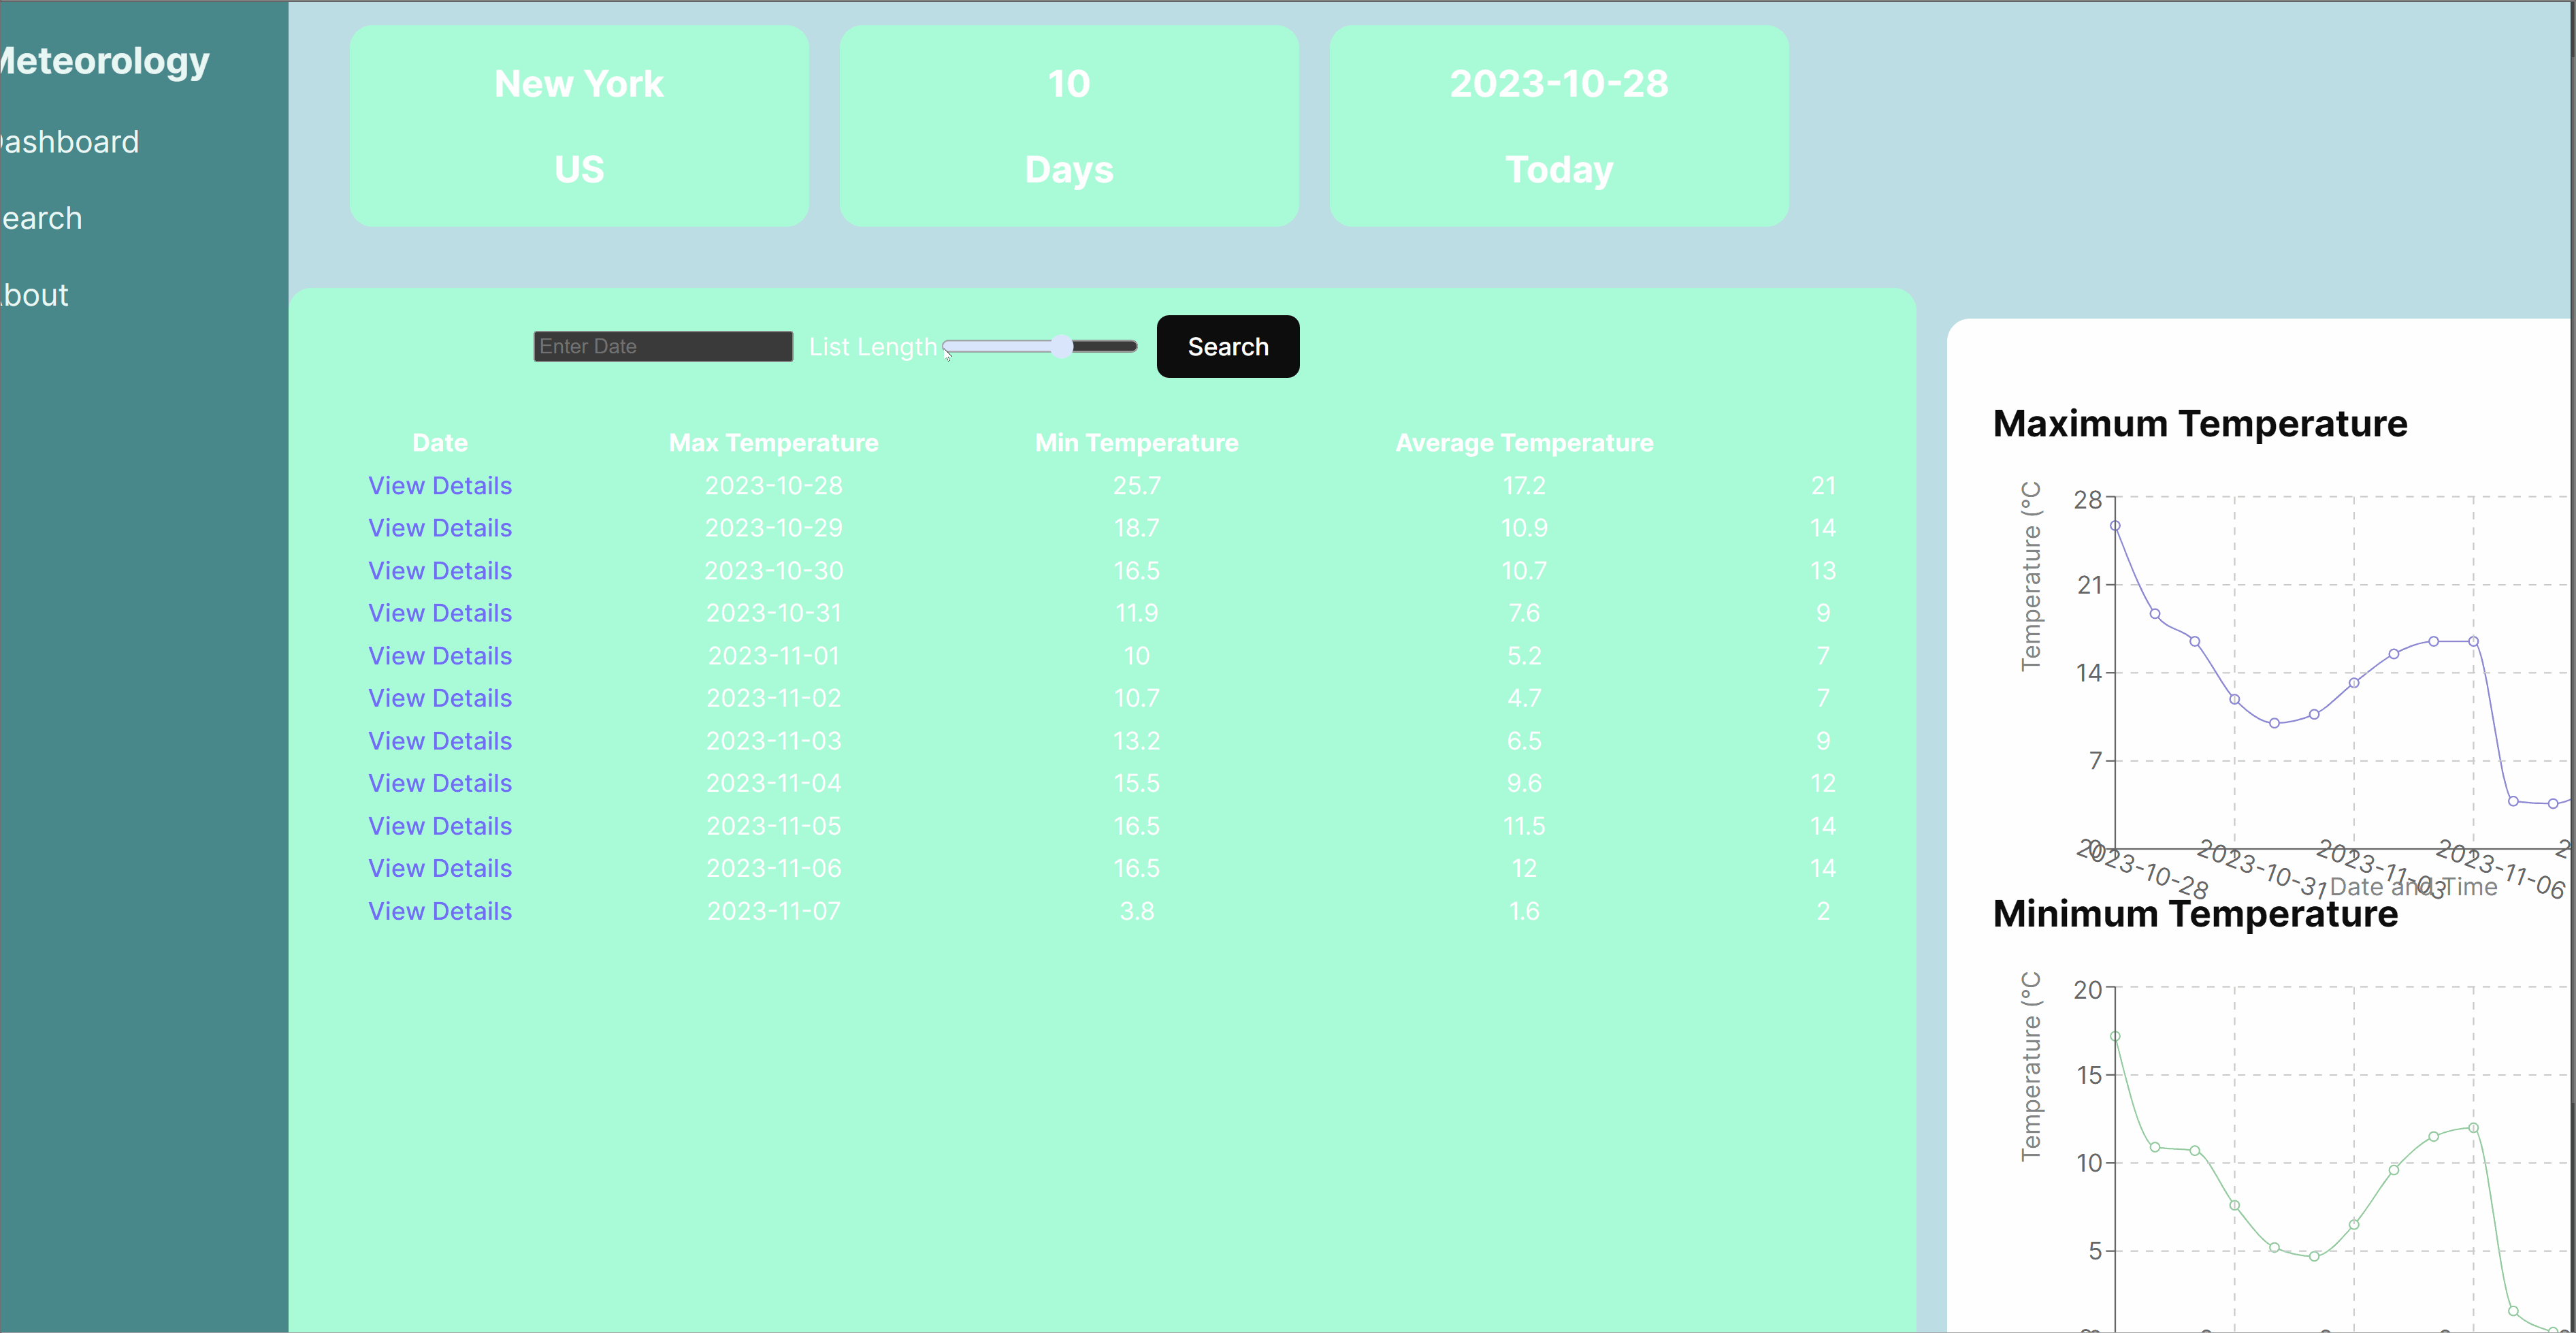 Meteorology
Dashboard
Search
About
New York
US
10
Days
2023-10-28
Today
Enter Date List Length Search
Date Max Temperature Min Temperature Average Temperature
View Details 2023-10-28 25.7 17.2 21
View Details 2023-10-29 18.7 10.9 14
View Details 2023-10-30 16.5 10.7 13
View Details 2023-10-31 11.9 7.6 9
View Details 2023-11-01 10 5.2 7
View Details 2023-11-02 10.7 4.7 7
View Details 2023-11-03 13.2 6.5 9
View Details 2023-11-04 15.5 9.6 12
View Details 2023-11-05 16.5 11.5 14
View Details 2023-11-06 16.5 12 14
View Details 2023-11-07 3.8 1.6 2
Maximum Temperature
Temperature (°C
28
21
14
7
0
2023-10-28 2023-10-31 2023-11-03 2023-11-06
Date and Time
Minimum Temperature
Temperature (°C
20
15
10
5